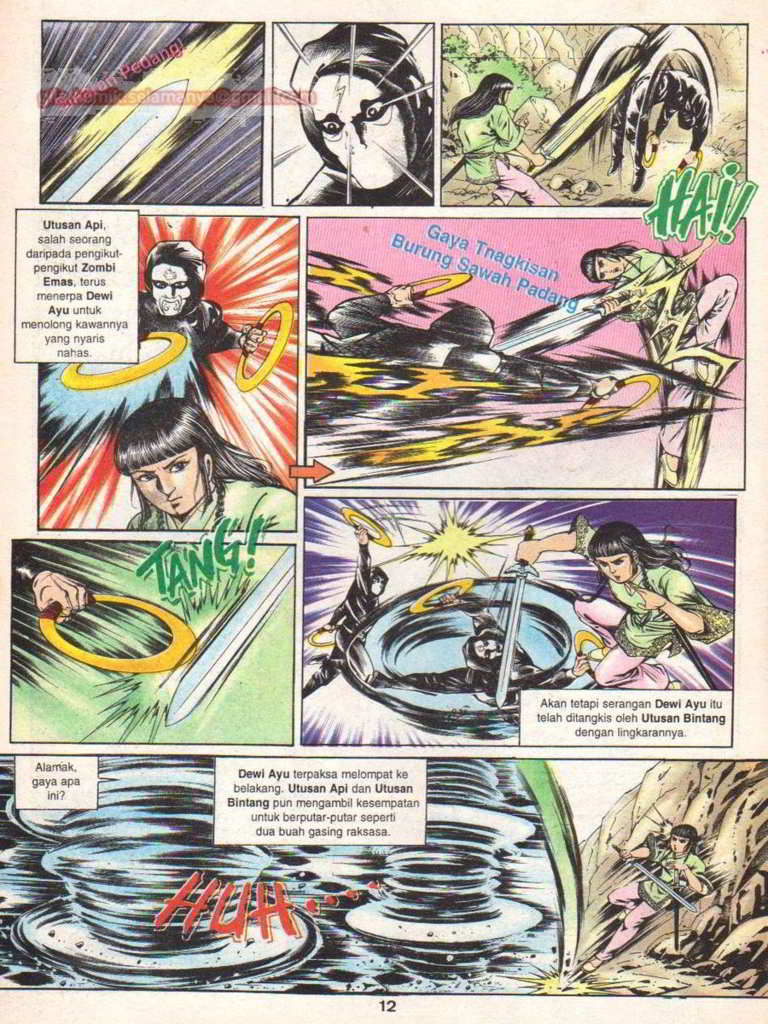 Pedang!
HAI!
Utusan Api,
salah seorang
daripada pengikut-
pengikut Zombi
Emas, terus
menerpa Dewi
Ayu untuk
menolong kawannya
yang nyaris
nahas.
Gaya Tnagkisan
Burung Sawah Padang
TANG!
Akan tetapi serangan Dewi Ayu itu
telah ditangkis oleh Utusan Bintang
dengan lingkarannya.
Alamak,
gaya apa
ini?
Dewi Ayu terpaksa melompat ke
belakang. Utusan Api dan Utusan
Bintang pun mengambil kesempatan
untuk berputar-putar seperti
dua buah gasing raksasa.
HUH....
12